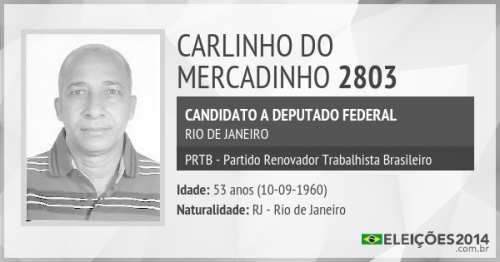 CARLINHO DO
MERCADINHO 2803
CANDIDATO A DEPUTADO FEDERAL
RIO DE JANEIRO
PRTB - Partido Renovador Trabalhista Brasileiro
Idade: 53 anos (10-09-1960)
Naturalidade: RJ - Rio de Janeiro
ELEIÇÕES2014
.com.br